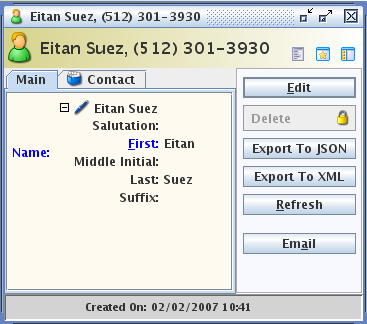 Eitan Suez, (512) 301-3930
Eitan Suez, (512) 301-3930
Main
Contact
Name:
Eitan Suez
Salutation:
First: Eitan
Middle Initial:
Last: Suez
Suffix:
Edit
Delete
Export To JSON
Export To XML
Refresh
Email
Created On: 02/02/2007 10:41